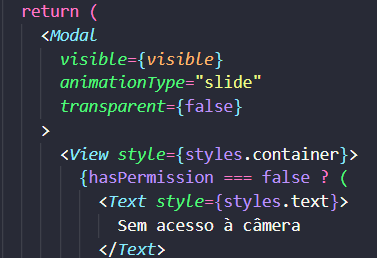 return (
<Modal
visible={visible}
animationType="slide"
transparent={false}
>
<View style={styles.container}>
{hasPermission === false ? (
<Text style={styles.text}>
Sem acesso à câmera
</Text>